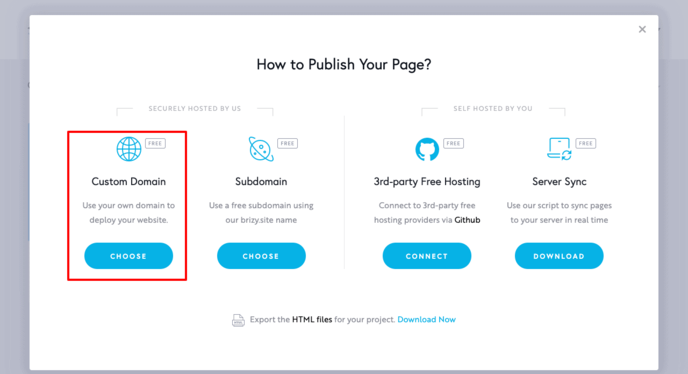 How to Publish Your Page?
SECURELY HOSTED BY US
SELF HOSTED BY YOU
FREE
Custom Domain
Use your own domain to
deploy your website.
CHOOSE
FREE
Subdomain
Use a free subdomain using
our brizy.site name
CHOOSE
FREE
3rd-party Free Hosting
Connect to 3rd-party free
hosting providers via Github
CONNECT
FREE
Server Sync
Use our script to sync pages
to your server in real time
DOWNLOAD
Export the HTML files for your project. Download Now